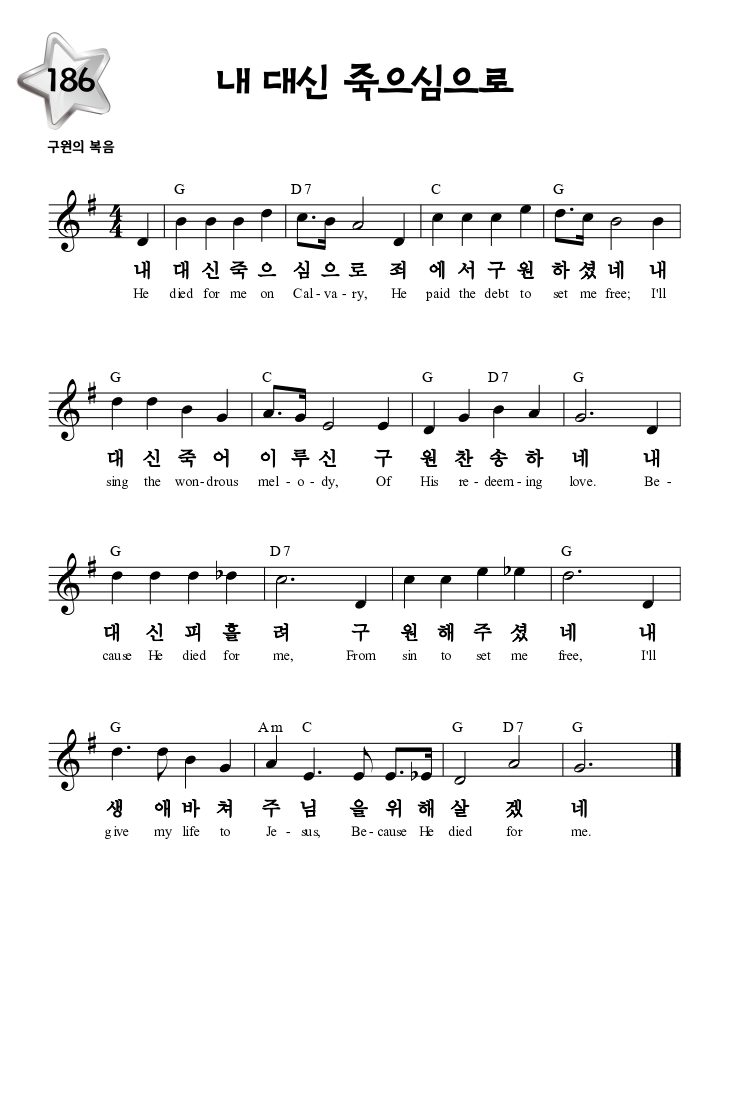 186
내 대신 죽으심으로
구원의 복음
G D7 C G
내 대 신 죽 으 심 으 로 죄 에 서 구 원 하 셨 네 내
He died for me on Cal - va - ry, He paid the debt to set me free; I'll
G C G D7 G
대 신 죽 어 이 루 신 구 원 찬 송 하 네 내
sing the won - drous mel - o - dy, Of His re - deem - ing love. Be -
G D7 G
대 신 피 흘 려 구 원 해 주 셨 네 내
cause He died for me, From sin to set me free, I'll
G Am C G D7 G
생 애 바 쳐 주 님 을 위 해 살 겠 네
give my life to Je - sus, Be - cause He died for me.